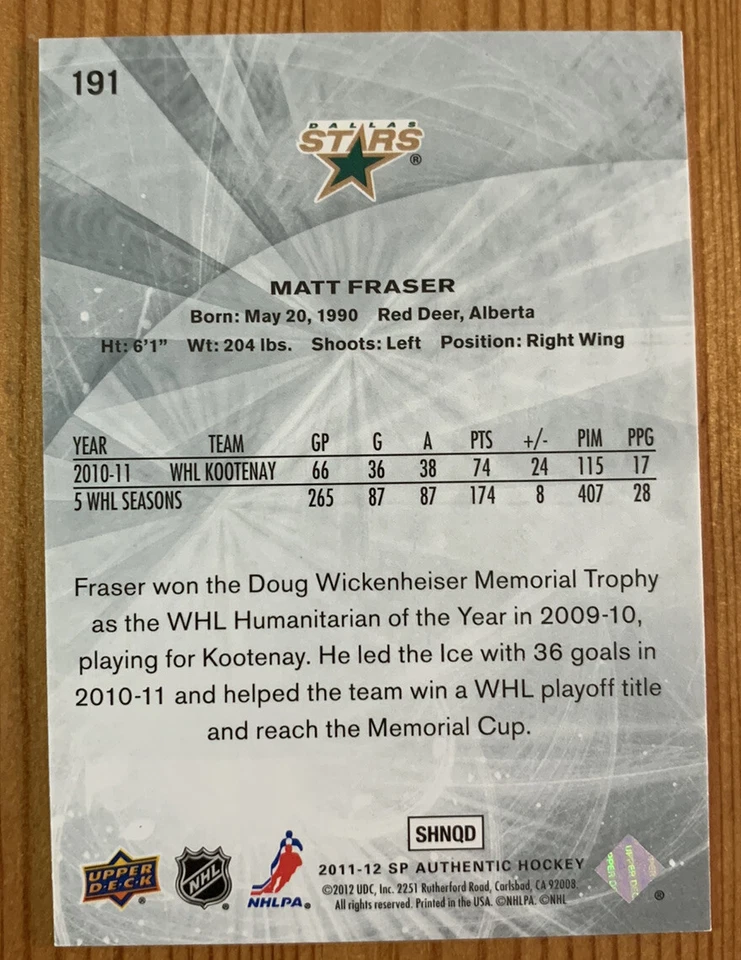 191
DALLAS
STARS®
MATT FRASER
Born: May 20, 1990 Red Deer, Alberta
Ht: 6'1" Wt: 204 lbs. Shoots: Left Position: Right Wing
YEAR TEAM GP G A PTS +/- PIM PPG
2010-11 WHL KOOTENAY 66 36 38 74 24 115 17
5 WHL SEASONS 265 87 87 174 8 407 28
Fraser won the Doug Wickenheiser Memorial Trophy
as the WHL Humanitarian of the Year in 2009-10,
playing for Kootenay. He led the Ice with 36 goals in
2010-11 and helped the team win a WHL playoff title
and reach the Memorial Cup.
SHNQD
UPPER
D·E·C·K®
NHL®
NHLPA®
2011-12 SP AUTHENTIC HOCKEY
©2012 UDC, Inc. 2251 Rutherford Road, Carlsbad, CA 92008.
All rights reserved. Printed in the USA. ©NHLPA. ©NHL
®